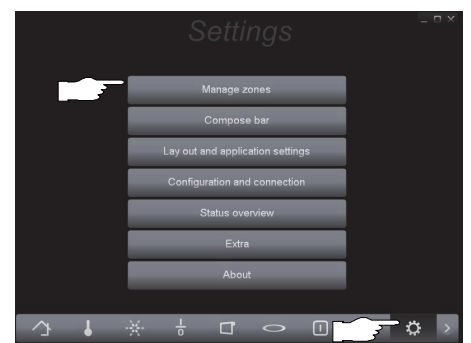 Settings
Manage zones
Compose bar
Lay out and application settings
Configuration and connection
Status overview
Extra
About